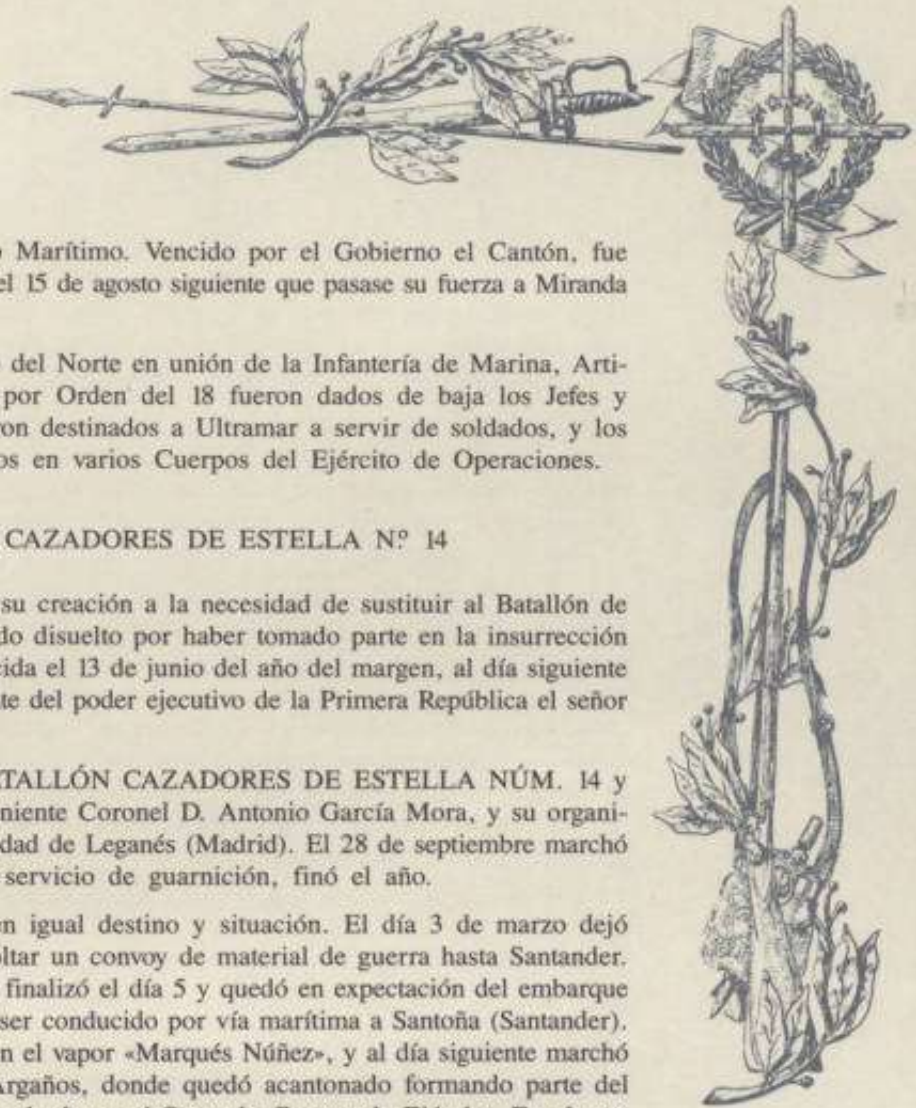 Marítimo. Vencido por el Gobierno el Cantón, fue
el 15 de agosto siguiente que pasase su fuerza a Miranda
del Norte en unión de la Infantería de Marina, Arti-
por Orden del 18 fueron dados de baja los Jefes y
ron destinados a Ultramar a servir de soldados, y los
os en varios Cuerpos del Ejército de Operaciones.
CAZADORES DE ESTELLA N.º 14
su creación a la necesidad de sustituir al Batallón de
do disuelto por haber tomado parte en la insurrección
cida el 13 de junio del año del margen, al día siguiente
te del poder ejecutivo de la Primera República el señor
ATALLÓN CAZADORES DE ESTELLA NÚM. 14 y
niente Coronel D. Antonio García Mora, y su organi-
dad de Leganés (Madrid). El 28 de septiembre marchó
servicio de guarnición, finó el año.
en igual destino y situación. El día 3 de marzo dejó
oltar un convoy de material de guerra hasta Santander.
finalizó el día 5 y quedó en expectación del embarque
ser conducido por vía marítima a Santoña (Santander).
en el vapor «Marqués Núñez», y al día siguiente marchó
Argaños, donde quedó acantonado formando parte del